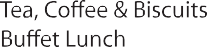 Tea, Coffee & Biscuits
Buffet Lunch